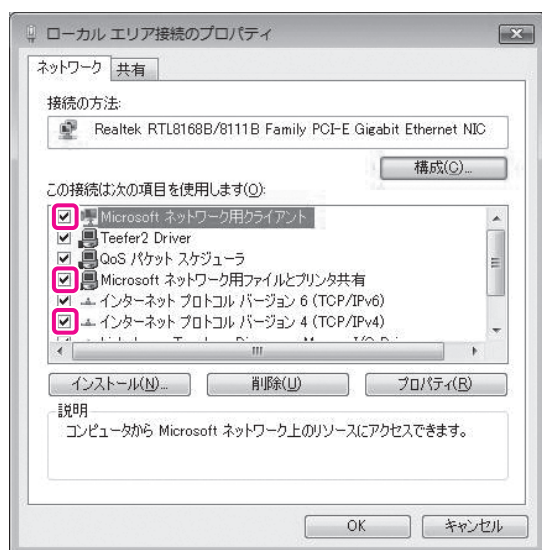 ローカル エリア接続のプロパティ
ネットワーク 共有
接続の方法:
Realtek RTL8168B/8111B Family PCI-E Gigabit Ethernet NIC
構成(C)...
この接続は次の項目を使用します(O):
Microsoft ネットワーク用クライアント
Teefer2 Driver
QoS パケット スケジューラ
Microsoft ネットワーク用ファイルとプリンタ共有
インターネット プロトコル バージョン 6 (TCP/IPv6)
インターネット プロトコル バージョン 4 (TCP/IPv4)
インストール(N)... 削除(U) プロパティ(R)
説明
コンピュータから Microsoft ネットワーク上のリソースにアクセスできます。
OK キャンセル